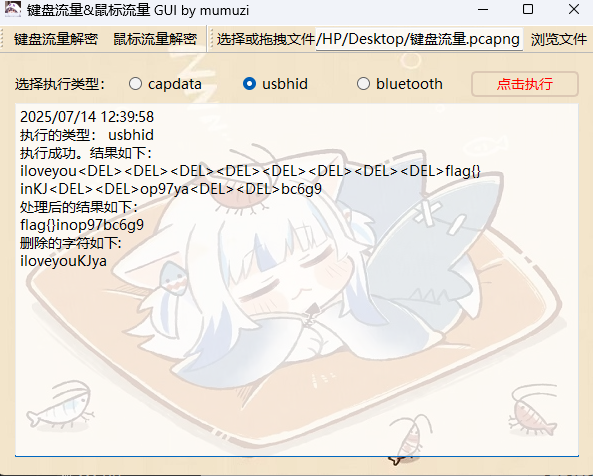 键盘流量&鼠标流量 GUI by mumuzi
键盘流量解密 鼠标流量解密 选择或拖拽文件 /HP/Desktop/键盘流量.pcapng 浏览文件
选择执行类型： capdata usbhid bluetooth 点击执行
2025/07/14 12:39:58
执行的类型： usbhid
执行成功。结果如下：
iloveyou<DEL><DEL><DEL><DEL><DEL><DEL><DEL><DEL>flag{}
inKJ<DEL><DEL>op97ya<DEL><DEL>bc6g9
处理后的结果如下：
flag{}inop97bc6g9
删除的字符如下:
iloveyouKJya